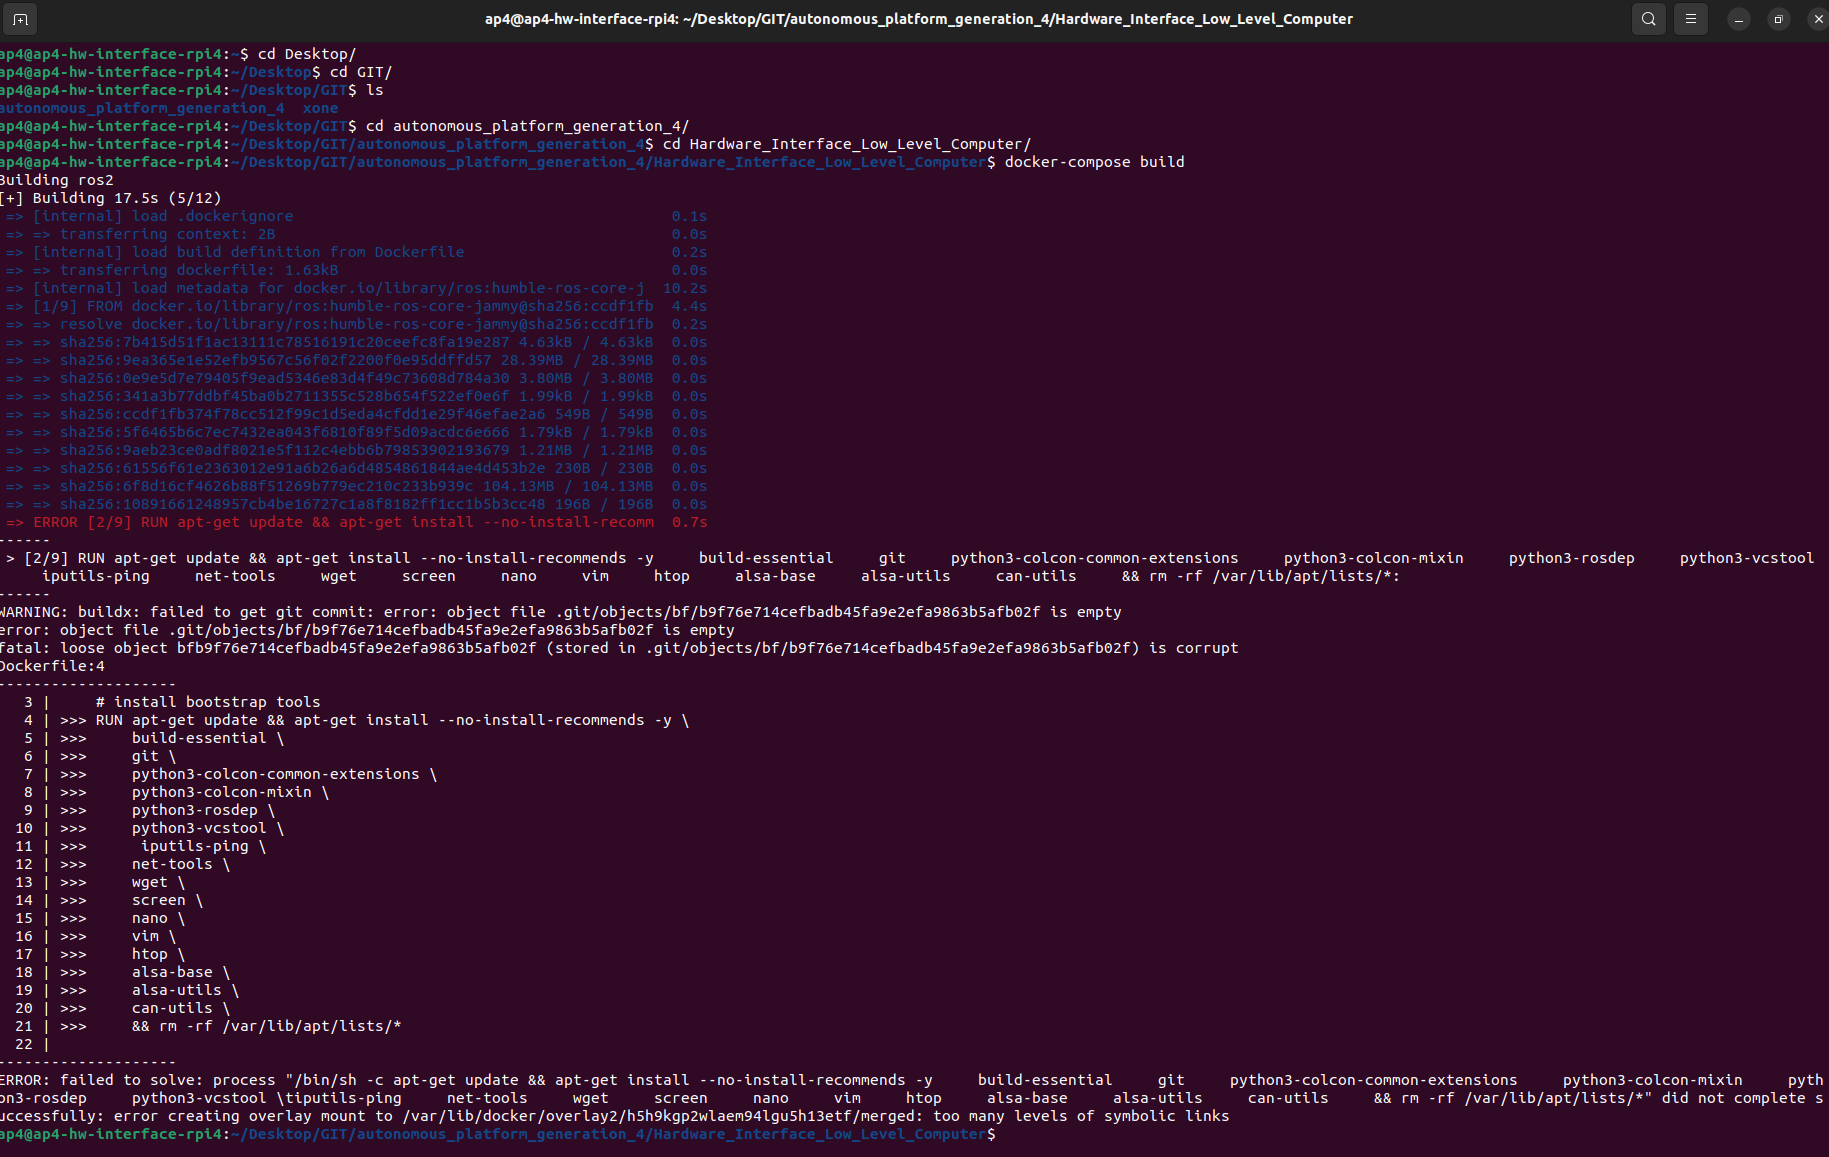 ap4@ap4-hw-interface-rpi4: ~/Desktop/GIT/autonomous_platform_generation_4/Hardware_Interface_Low_Level_Computer
ap4@ap4-hw-interface-rpi4:~$ cd Desktop/
ap4@ap4-hw-interface-rpi4:~/Desktop$ cd GIT/
ap4@ap4-hw-interface-rpi4:~/Desktop/GIT$ ls
autonomous_platform_generation_4  xone
ap4@ap4-hw-interface-rpi4:~/Desktop/GIT$ cd autonomous_platform_generation_4/
ap4@ap4-hw-interface-rpi4:~/Desktop/GIT/autonomous_platform_generation_4$ cd Hardware_Interface_Low_Level_Computer/
ap4@ap4-hw-interface-rpi4:~/Desktop/GIT/autonomous_platform_generation_4/Hardware_Interface_Low_Level_Computer$ docker-compose build
Building ros2
[+] Building 17.5s (5/12)
=> [internal] load .dockerignore 0.1s
=> => transferring context: 2B 0.0s
=> [internal] load build definition from Dockerfile 0.2s
=> => transferring dockerfile: 1.63kB 0.0s
=> [internal] load metadata for docker.io/library/ros:humble-ros-core-j 10.2s
=> [1/9] FROM docker.io/library/ros:humble-ros-core-jammy@sha256:ccdf1fb 4.4s
=> => resolve docker.io/library/ros:humble-ros-core-jammy@sha256:ccdf1fb 0.2s
=> => sha256:7b415d51f1ac13111c78516191c20ceefc8fa19e287 4.63kB / 4.63kB 0.0s
=> => sha256:9ea365e1e52efb9567c56f02f2200f0e95ddffd57 28.39MB / 28.39MB 0.0s
=> => sha256:0e9e5d7e79405f9ead5346e83d4f49c73608d784a30 3.80MB / 3.80MB 0.0s
=> => sha256:341a3b77ddbf45ba0b2711355c528b654f522ef0e6f 1.99kB / 1.99kB 0.0s
=> => sha256:ccdf1fb374f78cc512f99c1d5eda4cfdd1e29f46efae2a6 549B / 549B 0.0s
=> => sha256:5f6465b6c7ec7432ea043f6810f89f5d09acdc6e666 1.79kB / 1.79kB 0.0s
=> => sha256:9aeb23ce0adf8021e5f112c4ebb6b79853902193679 1.21MB / 1.21MB 0.0s
=> => sha256:61556f61e2363012e91a6b26a6d4854861844ae4d453b2e 230B / 230B 0.0s
=> => sha256:6f8d16cf4626b88f51269b779ec210c233b939c 104.13MB / 104.13MB 0.0s
=> => sha256:10891661248957cb4be16727c1a8f8182ff1cc1b5b3cc48 196B / 196B 0.0s
=> ERROR [2/9] RUN apt-get update && apt-get install --no-install-recomm 0.7s
------
> [2/9] RUN apt-get update && apt-get install --no-install-recommends -y     build-essential     git     python3-colcon-common-extensions     python3-colcon-mixin     python3-rosdep     python3-vcstool
iputils-ping     net-tools     wget     screen     nano     vim     htop     alsa-base     alsa-utils     can-utils     && rm -rf /var/lib/apt/lists/*:
------
WARNING: buildx: failed to get git commit: error: object file .git/objects/bf/b9f76e714cefbadb45fa9e2efa9863b5afb02f is empty
error: object file .git/objects/bf/b9f76e714cefbadb45fa9e2efa9863b5afb02f is empty
fatal: loose object bfb9f76e714cefbadb45fa9e2efa9863b5afb02f (stored in .git/objects/bf/b9f76e714cefbadb45fa9e2efa9863b5afb02f) is corrupt
Dockerfile:4
--------------------
3 |     # install bootstrap tools
4 | >>> RUN apt-get update && apt-get install --no-install-recommends -y \
5 | >>>     build-essential \
6 | >>>     git \
7 | >>>     python3-colcon-common-extensions \
8 | >>>     python3-colcon-mixin \
9 | >>>     python3-rosdep \
10 | >>>     python3-vcstool \
11 | >>>      iputils-ping \
12 | >>>     net-tools \
13 | >>>     wget \
14 | >>>     screen \
15 | >>>     nano \
16 | >>>     vim \
17 | >>>     htop \
18 | >>>     alsa-base \
19 | >>>     alsa-utils \
20 | >>>     can-utils \
21 | >>>     && rm -rf /var/lib/apt/lists/*
22 |
--------------------
ERROR: failed to solve: process "/bin/sh -c apt-get update && apt-get install --no-install-recommends -y     build-essential     git     python3-colcon-common-extensions     python3-colcon-mixin     pyth
on3-rosdep     python3-vcstool \tiputils-ping     net-tools     wget     screen     nano     vim     htop     alsa-base     alsa-utils     can-utils     && rm -rf /var/lib/apt/lists/*" did not complete s
uccessfully: error creating overlay mount to /var/lib/docker/overlay2/h5h9kgp2wlaem94lgu5h13etf/merged: too many levels of symbolic links
ap4@ap4-hw-interface-rpi4:~/Desktop/GIT/autonomous_platform_generation_4/Hardware_Interface_Low_Level_Computer$